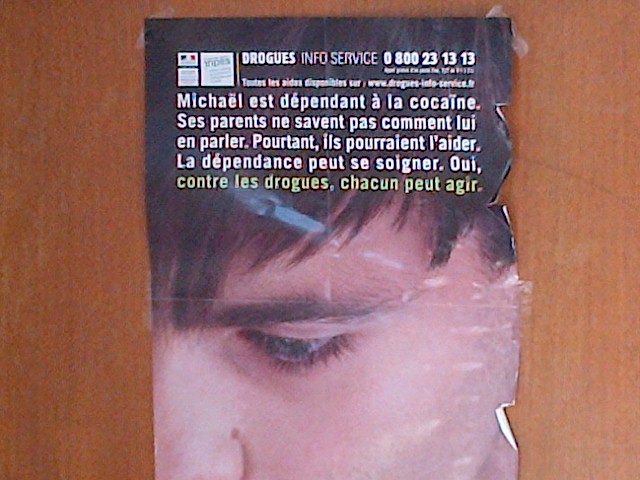 inpes
DROGUES INFO SERVICE 0 800 23 13 13
Toutes les aides disponibles sur : www.drogues-info-service.fr
Michaël est dépendant à la cocaïne.
Ses parents ne savent pas comment lui
en parler. Pourtant, ils pourraient l'aider.
La dépendance peut se soigner. Oui,
contre les drogues, chacun peut agir.